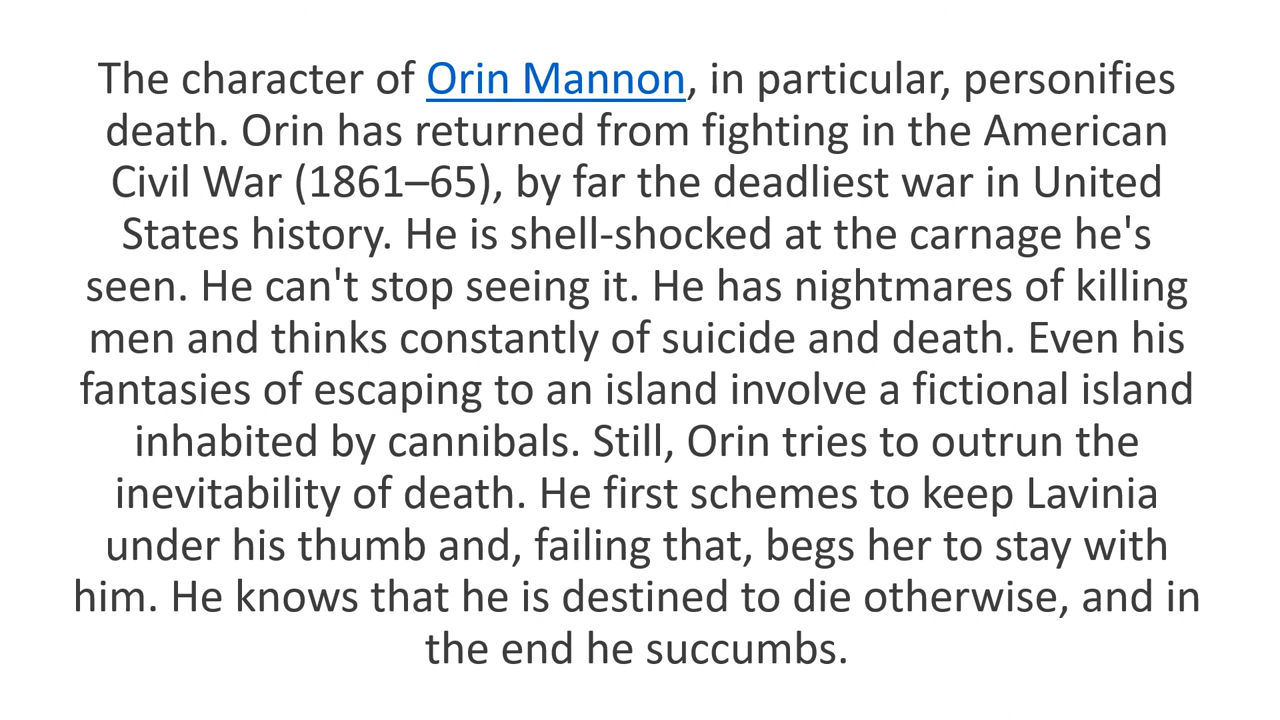 The character of Orin Mannon, in particular, personifies
death. Orin has returned from fighting in the American
Civil War (1861–65), by far the deadliest war in United
States history. He is shell-shocked at the carnage he's
seen. He can't stop seeing it. He has nightmares of killing
men and thinks constantly of suicide and death. Even his
fantasies of escaping to an island involve a fictional island
inhabited by cannibals. Still, Orin tries to outrun the
inevitability of death. He first schemes to keep Lavinia
under his thumb and, failing that, begs her to stay with
him. He knows that he is destined to die otherwise, and in
the end he succumbs.